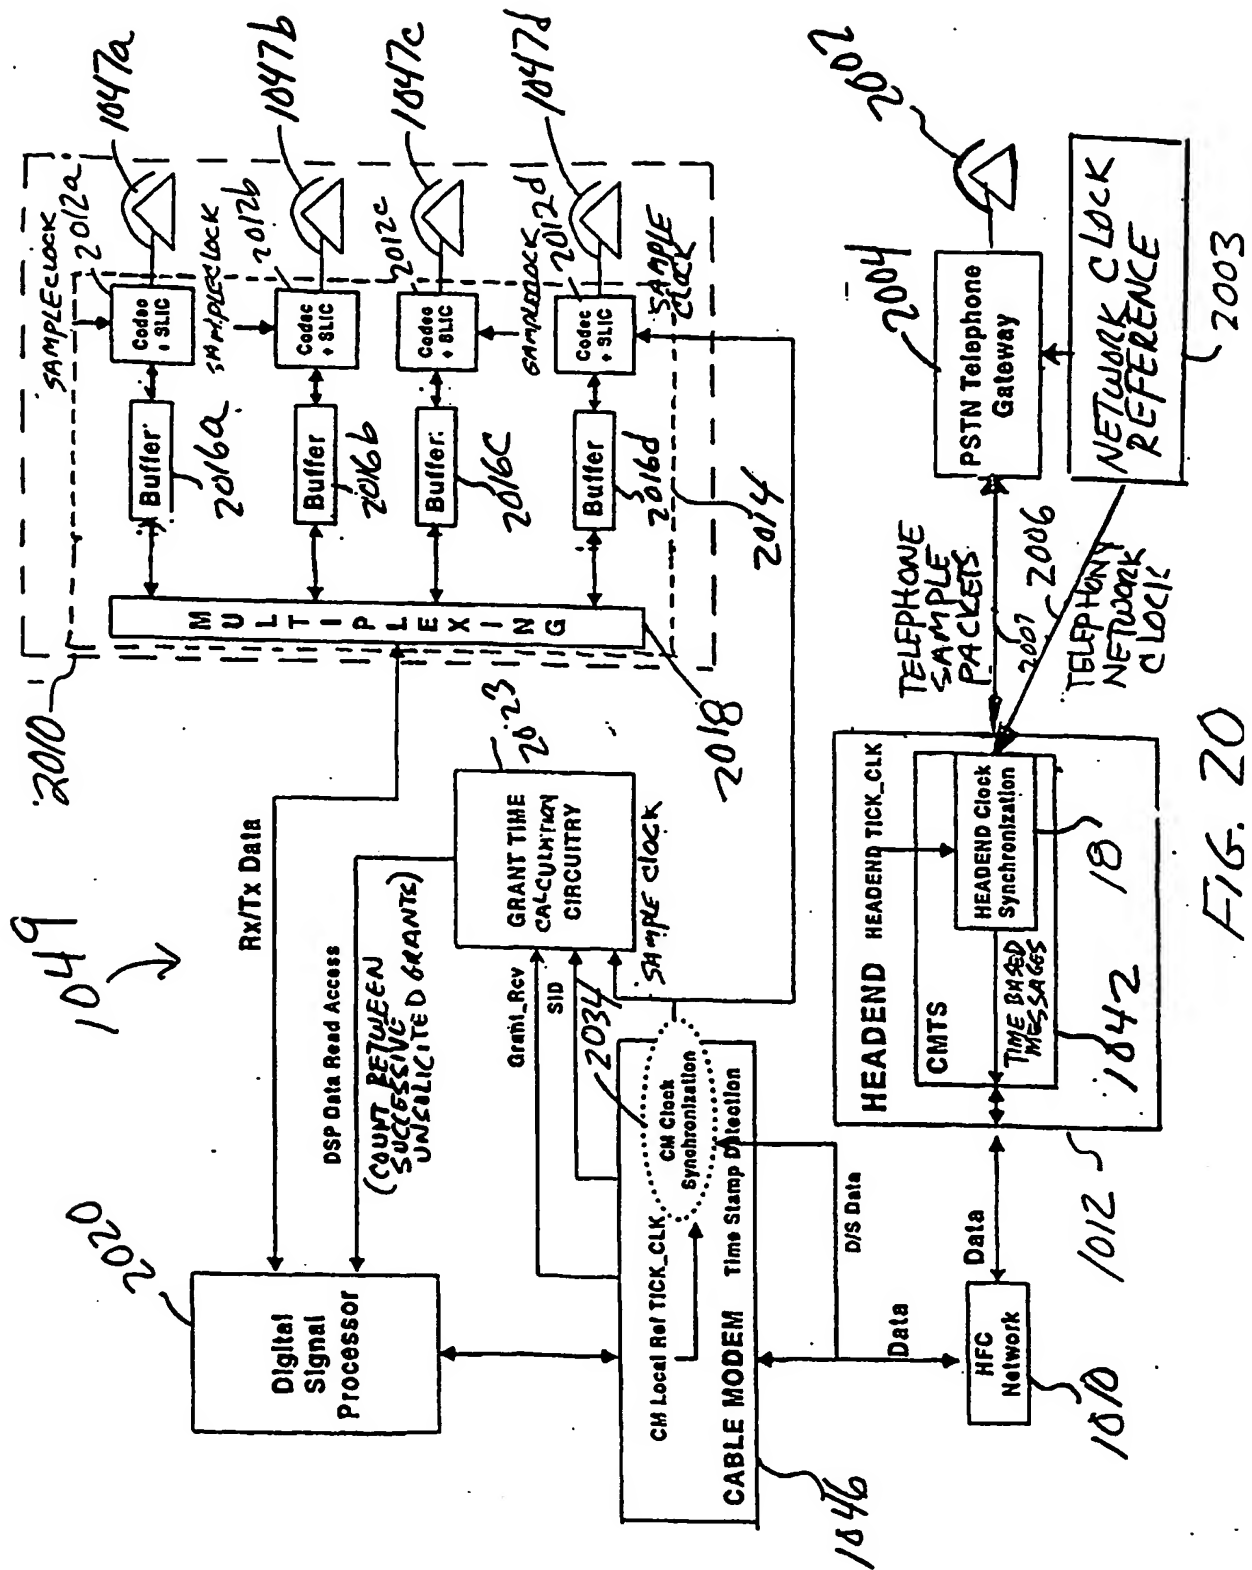 1049
2020
Digital
Signal
Processor
Rx/Tx Data
DSP Data Read Access
(COUNT BETWEEN
SUCCESSIVE
UNSOLICITED GRANTS)
2023
GRANT TIME
CALCULATION
CIRCUITRY
Grant_Rcv
SID
2034
SAMPLE CLOCK
CM Local Ref TICK_CLK
CM Clock
Synchronization
CABLE MODEM
Time Stamp Detection
1046
2010
MULTIPLEXING
2018
Buffer
2016a
Buffer
2016b
Buffer
2016c
Buffer
2016d
SAMPLE CLOCK
2012a
Codec
+ SLIC
1047a
SAMPLECLOCK
2012b
Codec
+ SLIC
1047b
2012c
Codec
+ SLIC
1047c
SAMPLECLOCK
2012d
Codec
+ SLIC
1047d
SAMPLE
CLOCK
2014
D/S Data
Data
HFC
Network
1010
Data
1012
HEADEND
HEADEND TICK_CLK
CMTS
HEADEND Clock
Synchronization
TIME BASED
MESSAGES
1042
18
TELEPHONE
SAMPLE
PACKETS
2007
2006
TELEPHONY
NETWORK
CLOCK
2004
PSTN Telephone
Gateway
2002
NETWORK CLOCK
REFERENCE
2003
FIG. 20